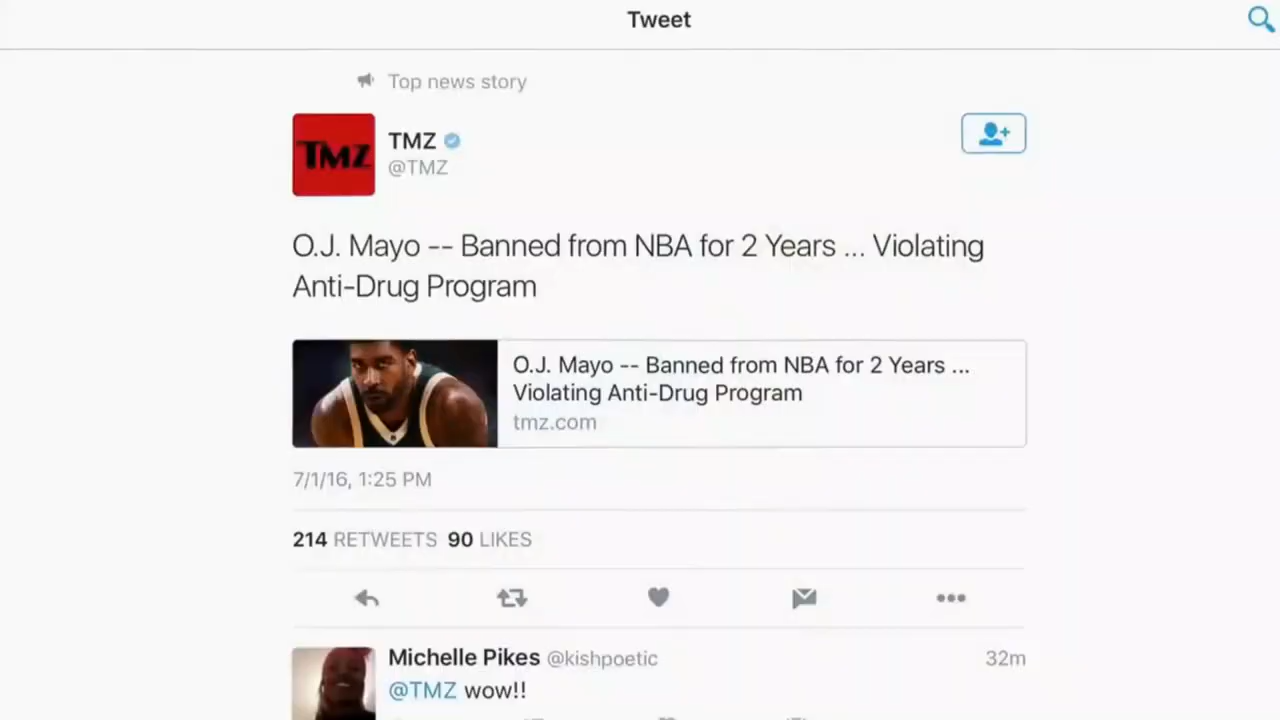 Tweet
Top news story
TMZ
TMZ
@TMZ
O.J. Mayo -- Banned from NBA for 2 Years ... Violating
Anti-Drug Program
O.J. Mayo -- Banned from NBA for 2 Years ...
Violating Anti-Drug Program
tmz.com
7/1/16, 1:25 PM
214 RETWEETS 90 LIKES
Michelle Pikes @kishpoetic 32m
@TMZ wow!!